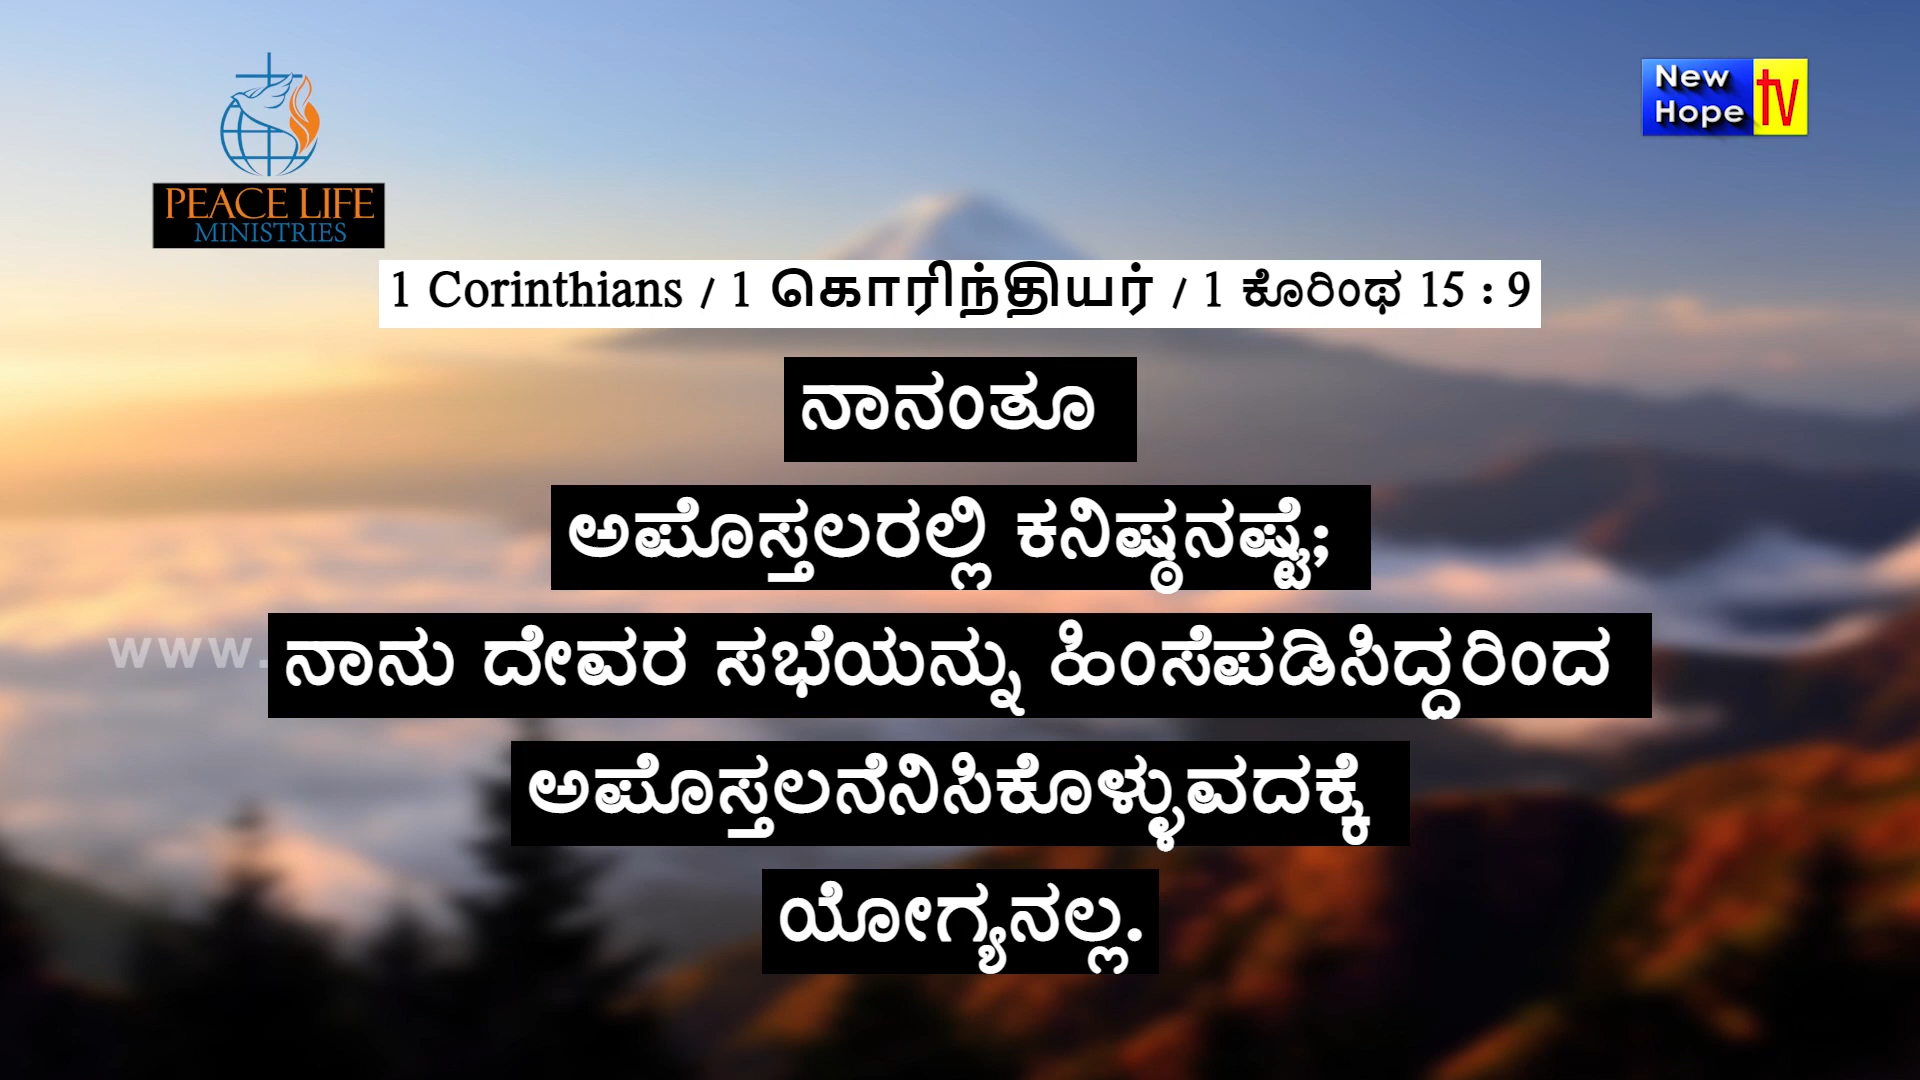 PEACE LIFE
MINISTRIES
New
Hope
tv
1 Corinthians / 1 கொரிந்தியர் / 1 ಕೊರಿಂಥ 15 : 9
ನಾನಂತೂ
ಅಪೊಸ್ತಲರಲ್ಲಿ ಕನಿಷ್ಠನಷ್ಟೆ;
www.
ನಾನು ದೇವರ ಸಭೆಯನ್ನು ಹಿಂಸೆಪಡಿಸಿದ್ದರಿಂದ
ಅಪೊಸ್ತಲನೆನಿಸಿಕೊಳ್ಳುವದಕ್ಕೆ
ಯೋಗ್ಯನಲ್ಲ.